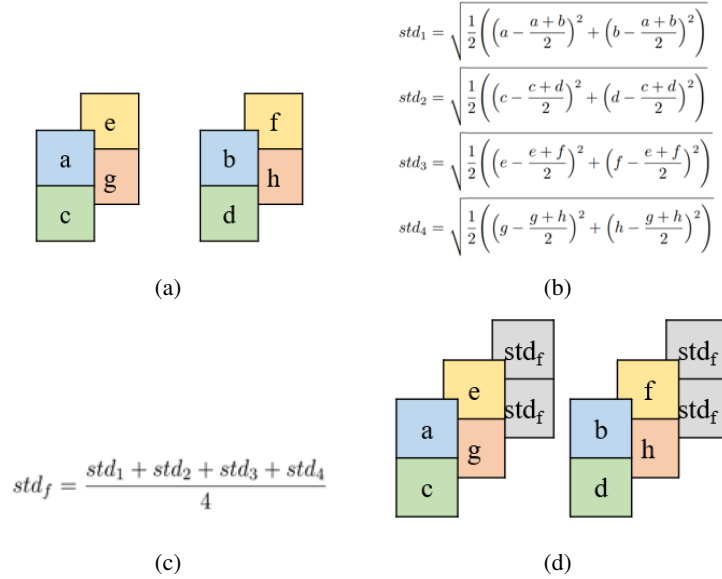 e
f
a
b
g
h
c
d
(a)
std₁ = √(1/2((a − (a+b)/2)² + (b − (a+b)/2)²))
std₂ = √(1/2((c − (c+d)/2)² + (d − (c+d)/2)²))
std₃ = √(1/2((e − (e+f)/2)² + (f − (e+f)/2)²))
std₄ = √(1/2((g − (g+h)/2)² + (h − (g+h)/2)²))
(b)
std_f = (std₁ + std₂ + std₃ + std₄)/4
(c)
std_f std_f
e f
std_f std_f
a b
g h
c d
(d)